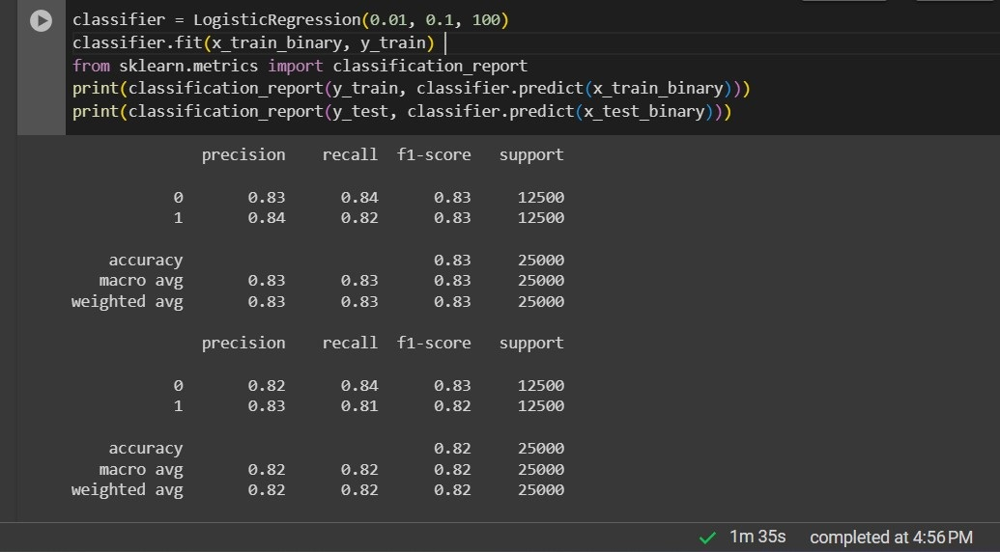 classifier = LogisticRegression(0.01, 0.1, 100)
classifier.fit(x_train_binary, y_train)
from sklearn.metrics import classification_report
print(classification_report(y_train, classifier.predict(x_train_binary)))
print(classification_report(y_test, classifier.predict(x_test_binary)))
precision recall f1-score support
0 0.83 0.84 0.83 12500
1 0.84 0.82 0.83 12500
accuracy 0.83 25000
macro avg 0.83 0.83 0.83 25000
weighted avg 0.83 0.83 0.83 25000
precision recall f1-score support
0 0.82 0.84 0.83 12500
1 0.83 0.81 0.82 12500
accuracy 0.82 25000
macro avg 0.82 0.82 0.82 25000
weighted avg 0.82 0.82 0.82 25000
1m 35s completed at 4:56 PM